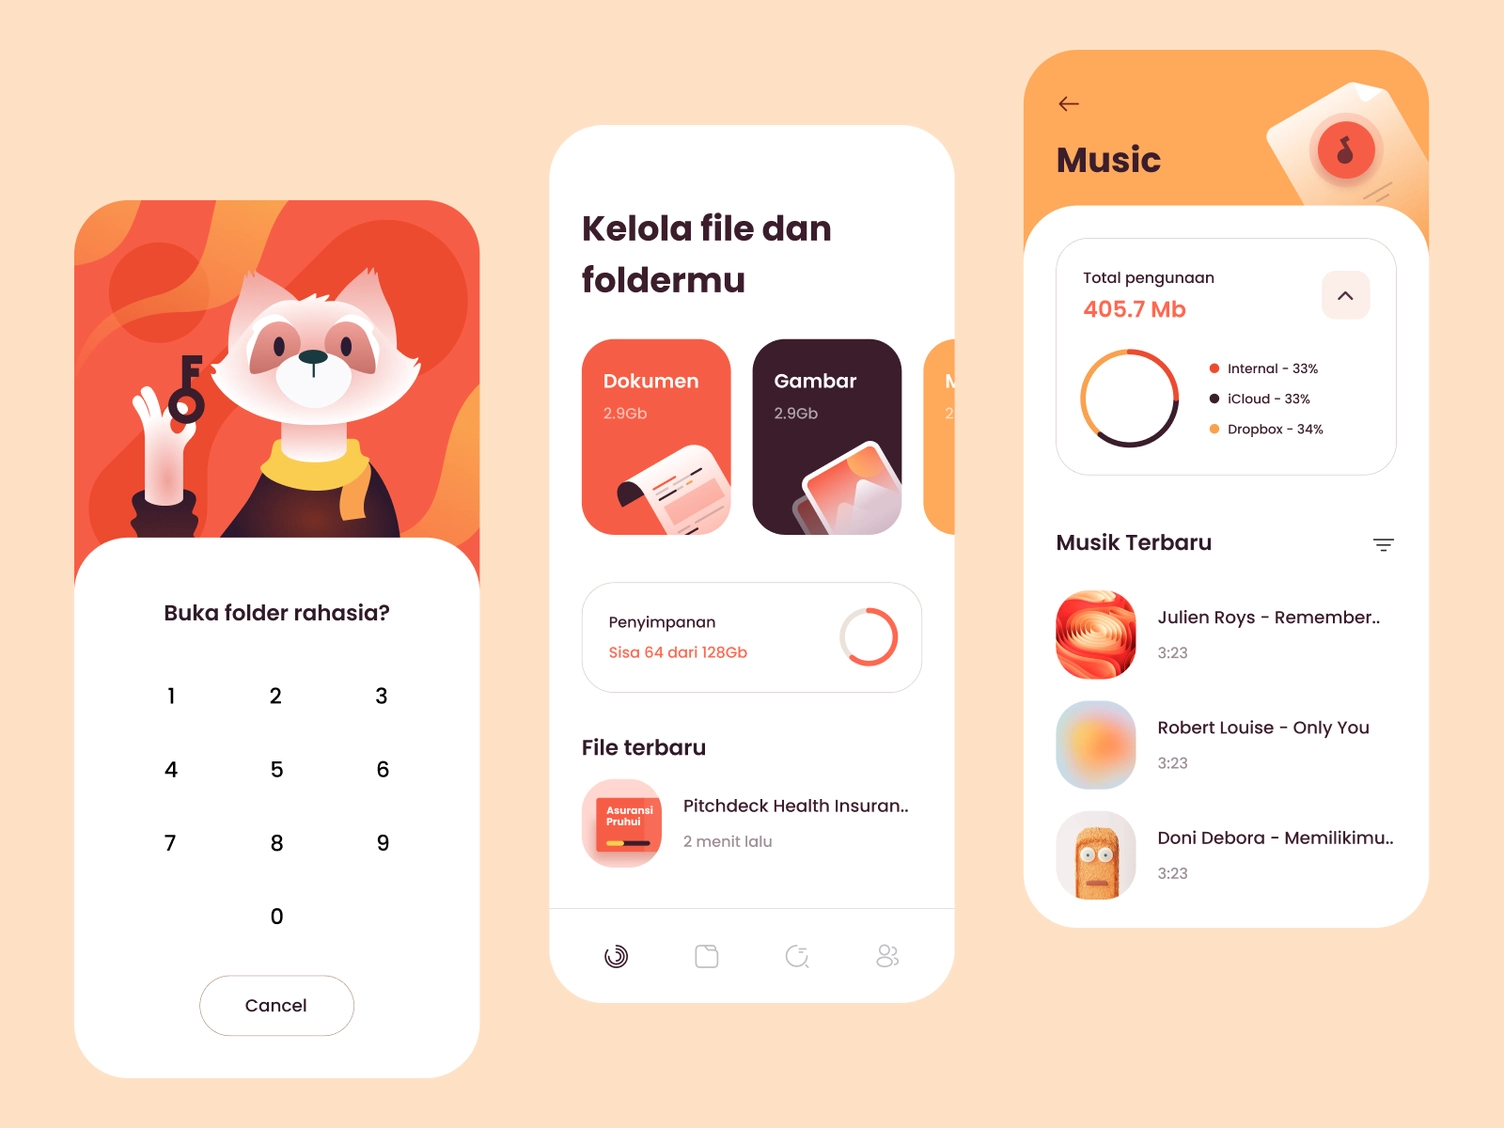 Buka folder rahasia?
1 2 3
4 5 6
7 8 9
0
Cancel
Kelola file dan
foldermu
Dokumen
2.9Gb
Gambar
2.9Gb
M
2
Penyimpanan
Sisa 64 dari 128Gb
File terbaru
Asuransi
Pruhui
Pitchdeck Health Insuran..
2 menit lalu
Music
Total pengunaan
405.7 Mb
Internal - 33%
iCloud - 33%
Dropbox - 34%
Musik Terbaru
Julien Roys - Remember..
3:23
Robert Louise - Only You
3:23
Doni Debora - Memilikimu..
3:23